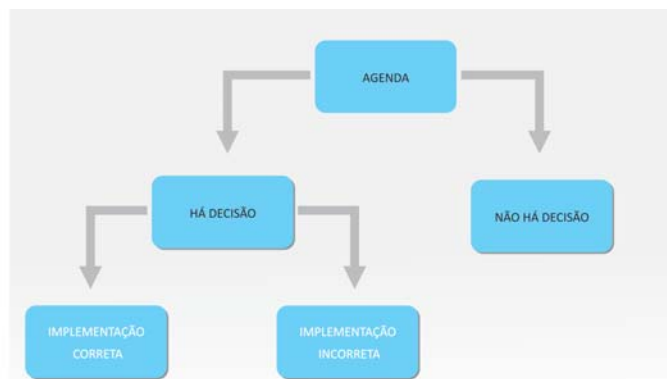 AGENDA
HÁ DECISÃO
NÃO HÁ DECISÃO
IMPLEMENTAÇÃO
CORRETA
IMPLEMENTAÇÃO
INCORRETA